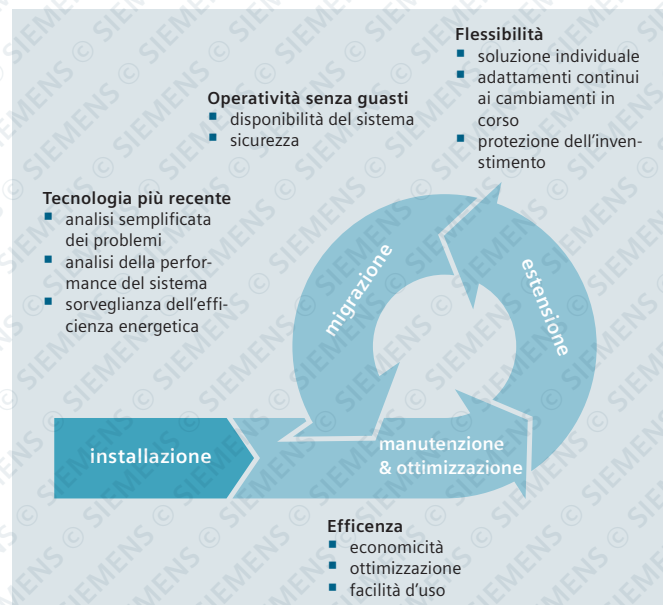 Flessibilità
▪ soluzione individuale
▪ adattamenti continui
ai cambiamenti in
corso
▪ protezione dell'inven-
stimento
Operatività senza guasti
▪ disponibilità del sistema
▪ sicurezza
Tecnologia più recente
▪ analisi semplificata
dei problemi
▪ analisi della perfor-
mance del sistema
▪ sorveglianza dell'effi-
cienza energetica
migrazione
estensione
installazione
manutenzione
& ottimizzazione
Efficenza
▪ economicità
▪ ottimizzazione
▪ facilità d'uso
© SIEMENS